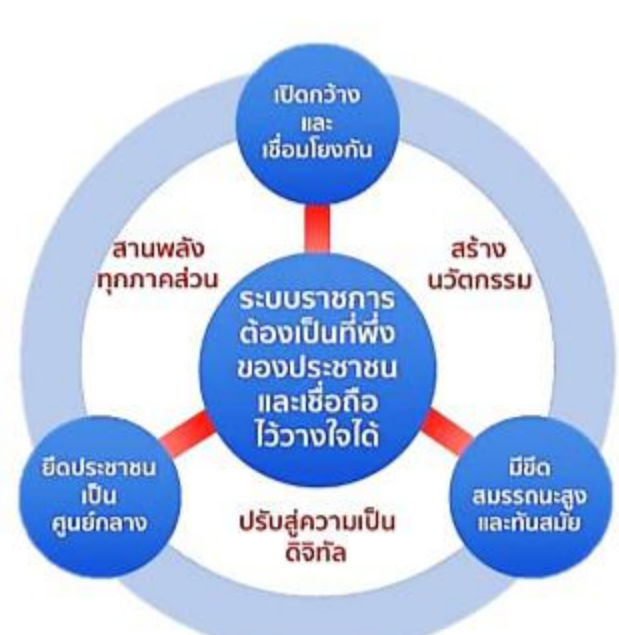 เปิดกว้าง
และ
เชื่อมโยงกัน
สานพลัง
ทุกภาคส่วน
สร้าง
นวัตกรรม
ระบบราชการ
ต้องเป็นที่พึ่ง
ของประชาชน
และเชื่อถือ
ไว้วางใจได้
ยึดประชาชน
เป็น
ศูนย์กลาง
ปรับสู่ความเป็น
ดิจิทัล
มีขีด
สมรรถนะสูง
และทันสมัย